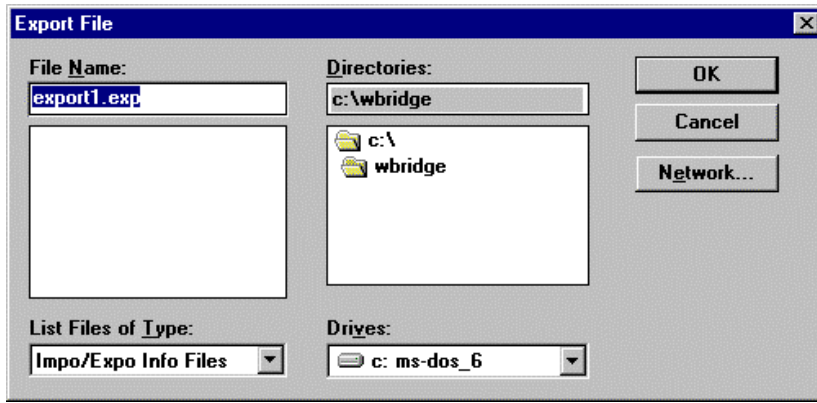 Export File
File Name:
export1.exp
Directories:
c:\wbridge
c:\
wbridge
OK
Cancel
Network...
List Files of Type:
Impo/Expo Info Files
Drives:
c: ms-dos_6